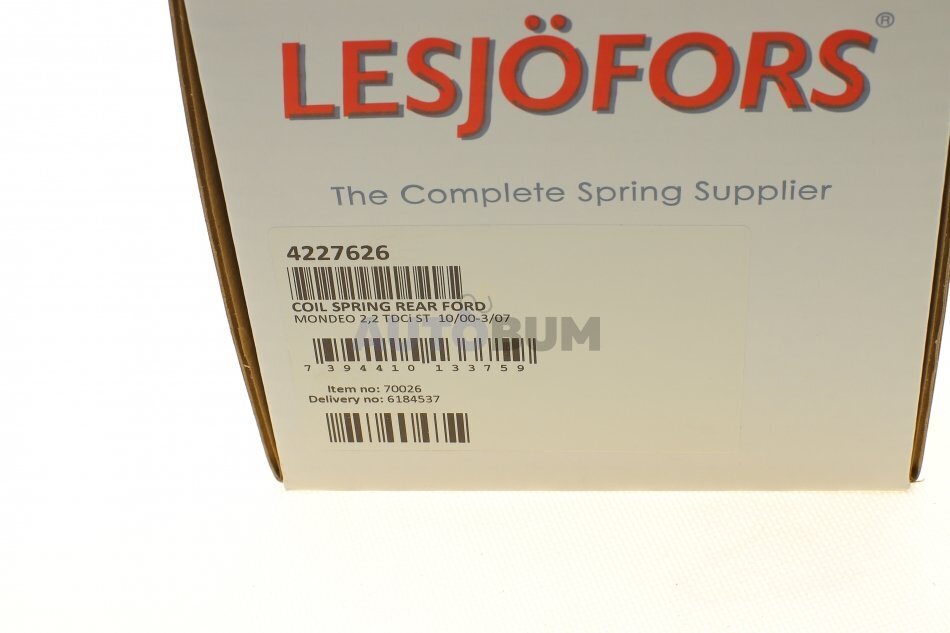 LESJÖFORS®
The Complete Spring Supplier
4227626
COIL SPRING REAR FORD
MONDEO 2,2 TDCi ST 10/00-3/07
AUTOBUM
7 394410 133759
Item no: 70026
Delivery no: 6184537